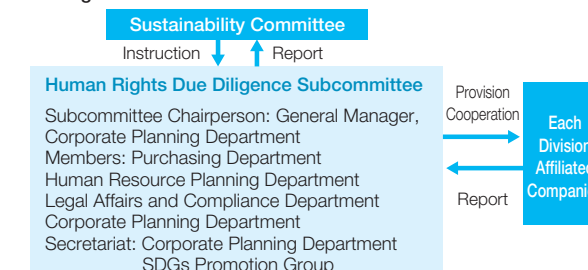 Sustainability Committee
Instruction Report
Human Rights Due Diligence Subcommittee
Subcommittee Chairperson: General Manager,
Corporate Planning Department
Members: Purchasing Department
Human Resource Planning Department
Legal Affairs and Compliance Department
Corporate Planning Department
Secretariat: Corporate Planning Department
SDGs Promotion Group
Provision
Cooperation
Report
Each
Division
Affiliated